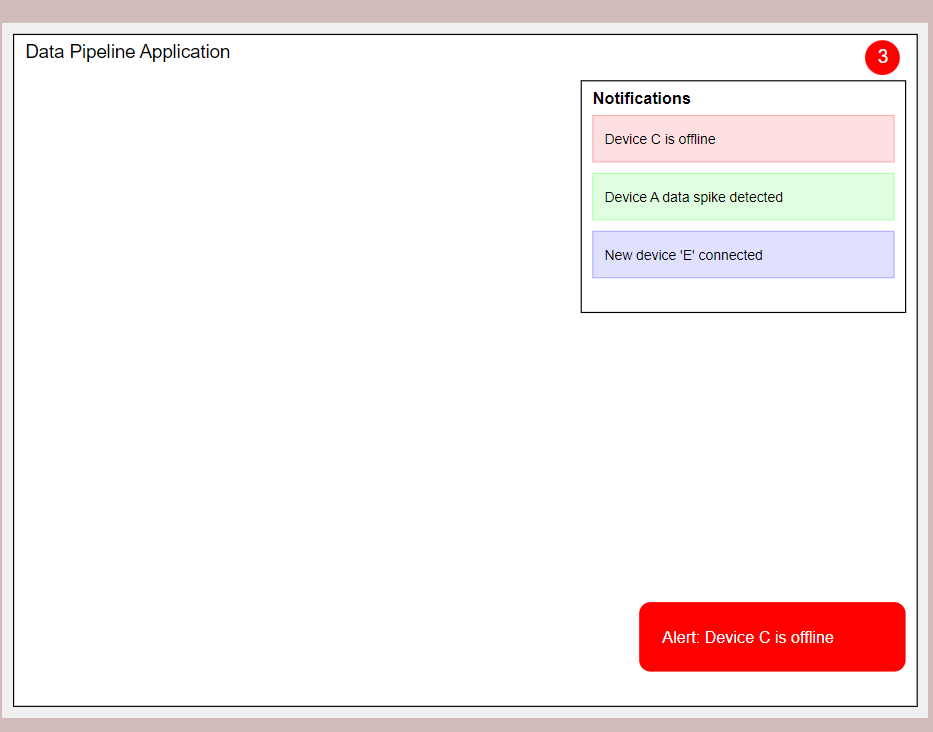 Data Pipeline Application
3
Notifications
Device C is offline
Device A data spike detected
New device 'E' connected
Alert: Device C is offline